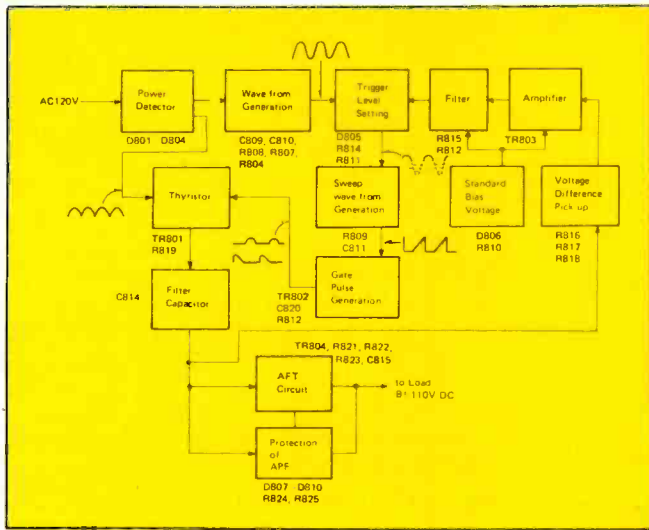 AC120V
Power
Detector
D801 D804
Wave from
Generation
C809, C810,
R808, R807,
R804
Trigger
Level
Setting
D805
R814
R811
Filter
R815
R812
Amplifier
TR803
Thyristor
TR801
R819
Sweep
wave from
Generation
R809
C811
Standard
Bias
Voltage
D806
R810
Voltage
Difference
Pick up
R816
R817
R818
Filter
Capacitor
C814
TR802
C820
R812
Gate
Pulse
Generation
TR804, R821, R822,
R823, C815
AFT
Circuit
to Load
B1 110V DC
Protection
of
APF
D807 D810
R824, R825